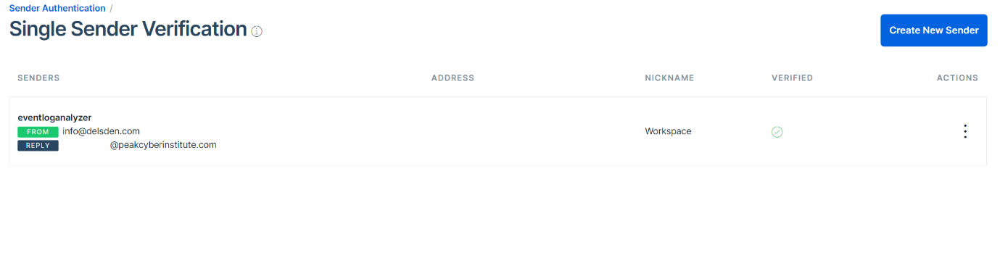 Sender Authentication /
Single Sender Verification
Create New Sender
SENDERS ADDRESS NICKNAME VERIFIED ACTIONS
eventloganalyzer
FROM info@delsden.com Workspace
REPLY @peakcyberinstitute.com